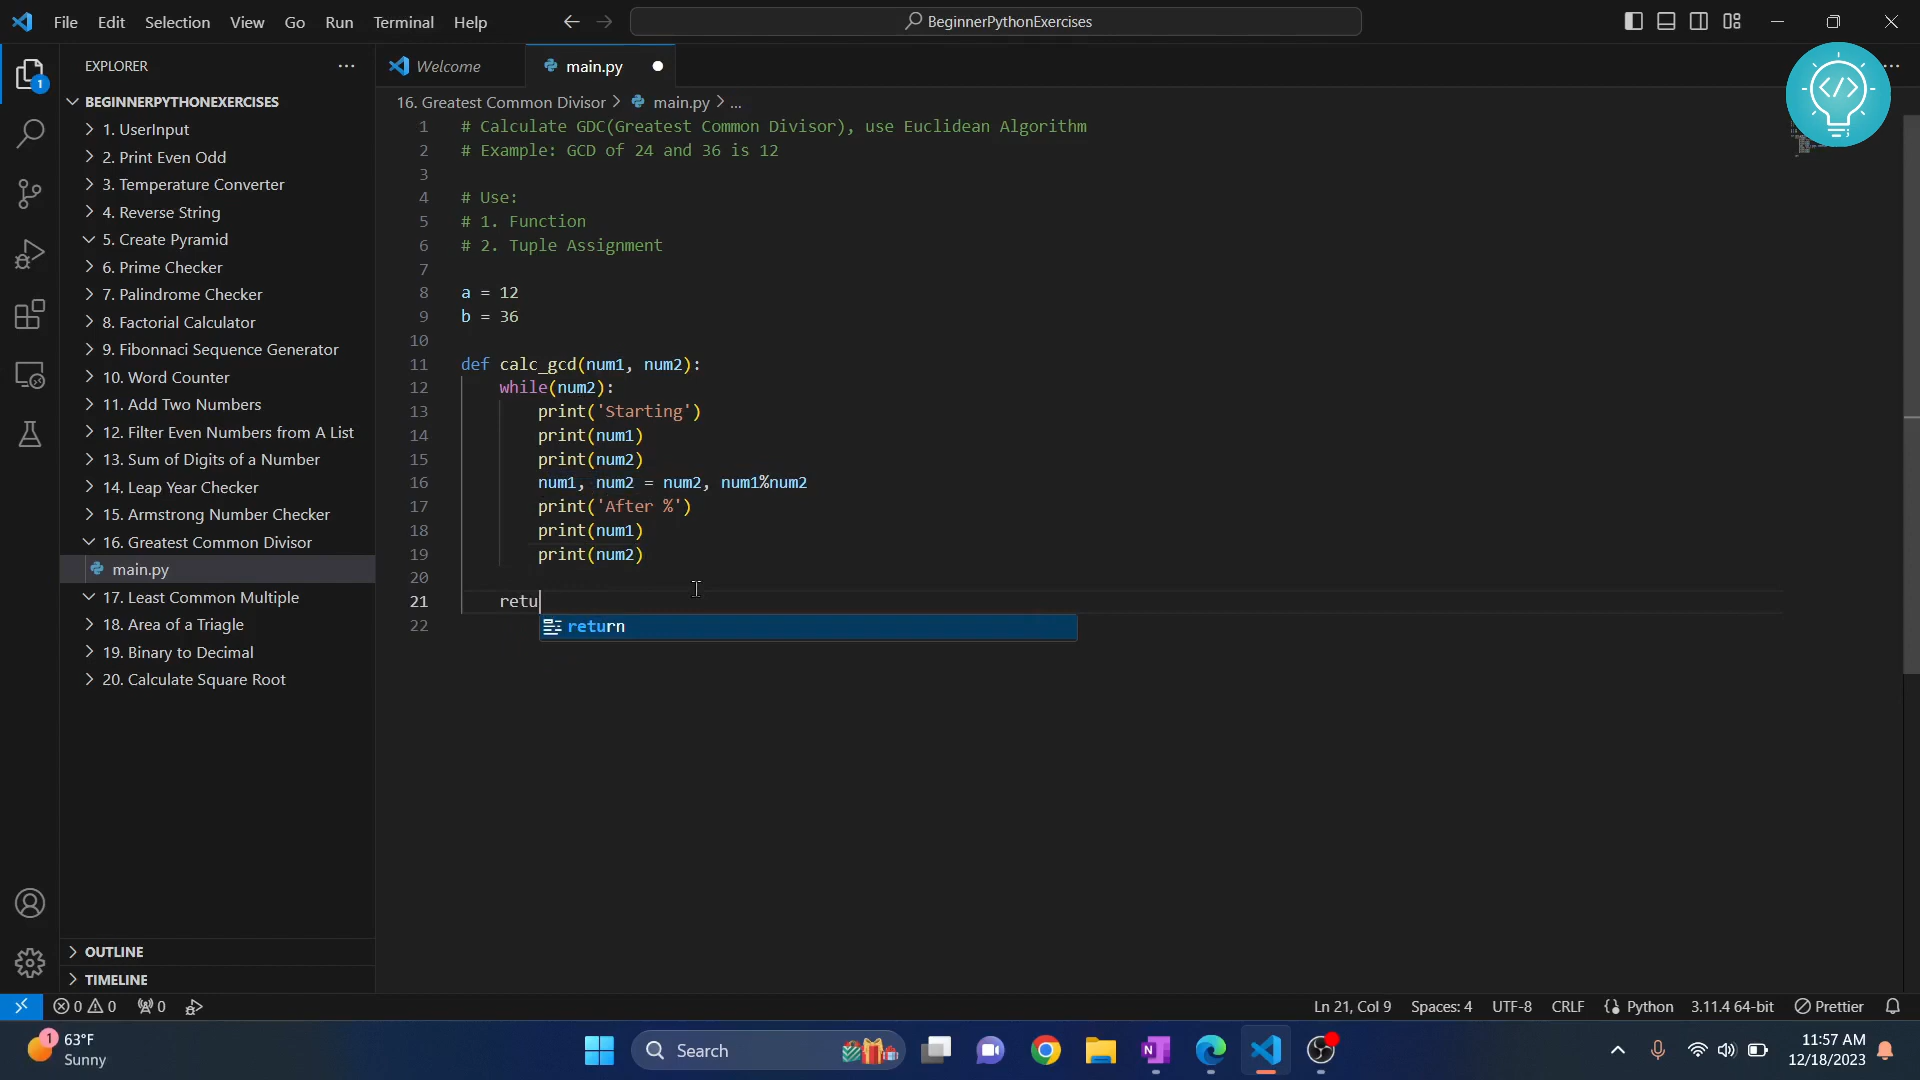 File Edit Selection View Go Run Terminal Help
BeginnerPythonExercises
EXPLORER
Welcome
main.py
BEGINNERPYTHONEXERCISES
1. UserInput
2. Print Even Odd
3. Temperature Converter
4. Reverse String
5. Create Pyramid
6. Prime Checker
7. Palindrome Checker
8. Factorial Calculator
9. Fibonnaci Sequence Generator
10. Word Counter
11. Add Two Numbers
12. Filter Even Numbers from A List
13. Sum of Digits of a Number
14. Leap Year Checker
15. Armstrong Number Checker
16. Greatest Common Divisor
main.py
17. Least Common Multiple
18. Area of a Triagle
19. Binary to Decimal
20. Calculate Square Root
OUTLINE
TIMELINE
1
16. Greatest Common Divisor > main.py > ...
1 # Calculate GDC(Greatest Common Divisor), use Euclidean Algorithm
2 # Example: GCD of 24 and 36 is 12
3
4 # Use:
5 # 1. Function
6 # 2. Tuple Assignment
7
8 a = 12
9 b = 36
10
11 def calc_gcd(num1, num2):
12     while(num2):
13         print('Starting')
14         print(num1)
15         print(num2)
16         num1, num2 = num2, num1%num2
17         print('After %')
18         print(num1)
19         print(num2)
20
21     retu
return
22
</>
0 0 0
Ln 21, Col 9 Spaces: 4 UTF-8 CRLF Python 3.11.4 64-bit Prettier
1
63°F
Sunny
Search
N
11:57 AM
12/18/2023